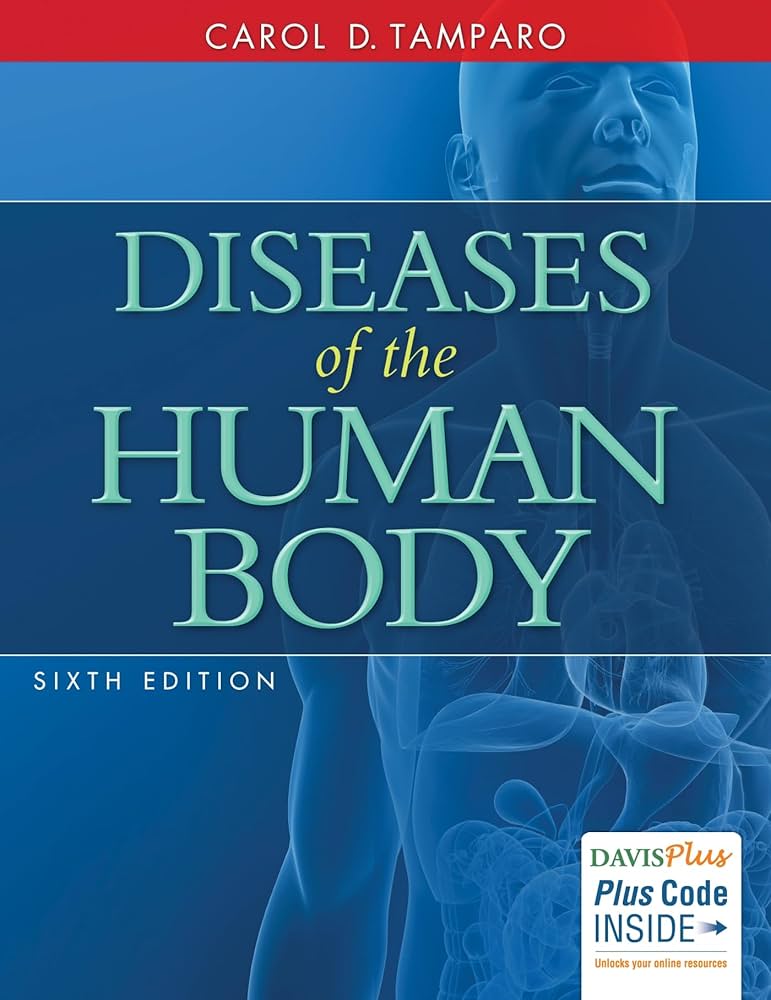 CAROL D. TAMPARO
DISEASES
of the
HUMAN
BODY
SIXTH EDITION
DAVISPlus
Plus Code
INSIDE
Unlocks your online resources